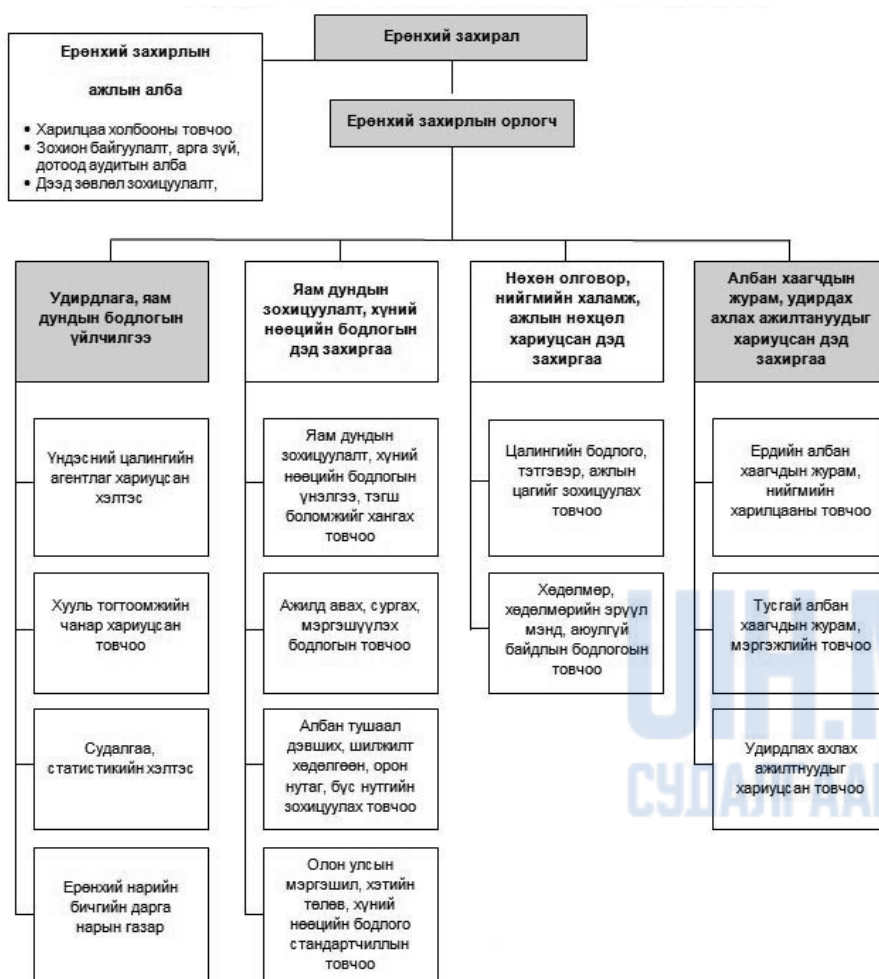 Ерөнхий захирал
Ерөнхий захирлын
ажлын алба
• Харилцаа холбооны товчоо
• Зохион байгуулалт, арга зүй,
дотоод аудитын алба
• Дээд зөвлөл зохицуулалт,
Ерөнхий захирлын орлогч
Удирдлага, яам
дундын бодлогын
үйлчилгээ
Үндэсний цалингийн
агентлаг хариуцсан
хэлтэс
Хууль тогтоомжийн
чанар хариуцсан
товчоо
Судалгаа,
статистикийн хэлтэс
Ерөнхий нарийн
бичгийн дарга
нарын газар
Яам дундын
зохицуулалт, хүний
нөөцийн бодлогын
дэд захиргаа
Яам дундын
зохицуулалт, хүний
нөөцийн бодлогын
үнэлгээ, тэгш
боломжийг хангах
товчоо
Ажилд авах, сургах,
мэргэшүүлэх
бодлогын товчоо
Албан тушаал
дэвших, шилжилт
хөдөлгөөн, орон
нутаг, бүс нутгийн
зохицуулах товчоо
Олон улсын
мэргэшил, хэтийн
төлөв, хүний
нөөцийн бодлого
стандартчиллын
товчоо
Нөхөн олговор,
нийгмийн халамж,
ажлын нөхцөл
хариуцсан дэд
захиргаа
Цалингийн бодлого,
тэтгэвэр, ажлын
цагийг зохицуулах
товчоо
Хөдөлмөр,
хөдөлмөрийн эрүүл
мэнд, аюулгүй
байдлын бодлогоын
товчоо
Албан хаагчдын
журам, удирдах
ахлах ажилтануудыг
хариуцсан дэд
захиргаа
Ердийн албан
хаагчдын журам,
нийгмийн
харилцааны товчоо
Тусгай албан
хаагчдын журам,
мэргэжлийн товчоо
Удирдлах ахлах
ажилтнуудыг
хариуцсан товчоо